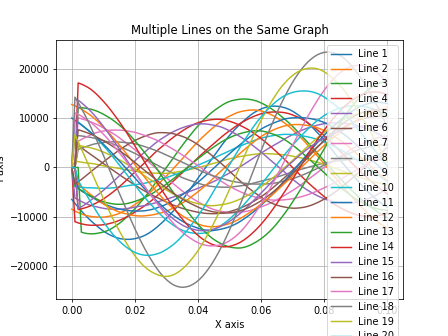 Multiple Lines on the Same Graph
20000
10000
0
−10000
−20000
0.00
0.02
0.04
0.06
X axis
Line 1
Line 2
Line 3
Line 4
Line 5
Line 6
Line 7
Line 8
Line 9
Line 10
Line 11
Line 12
Line 13
Line 14
Line 15
Line 16
Line 17
Line 18
Line 19